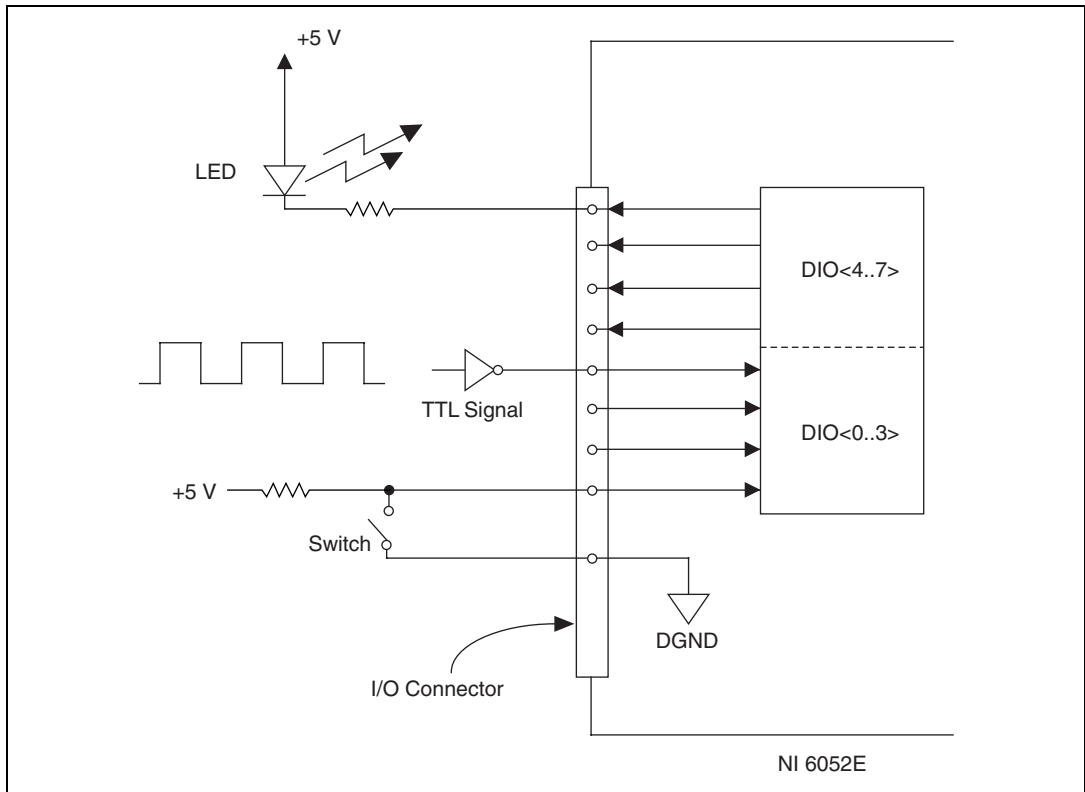 +5 V
LED
DIO<4..7>
TTL Signal
DIO<0..3>
+5 V
Switch
DGND
I/O Connector
NI 6052E